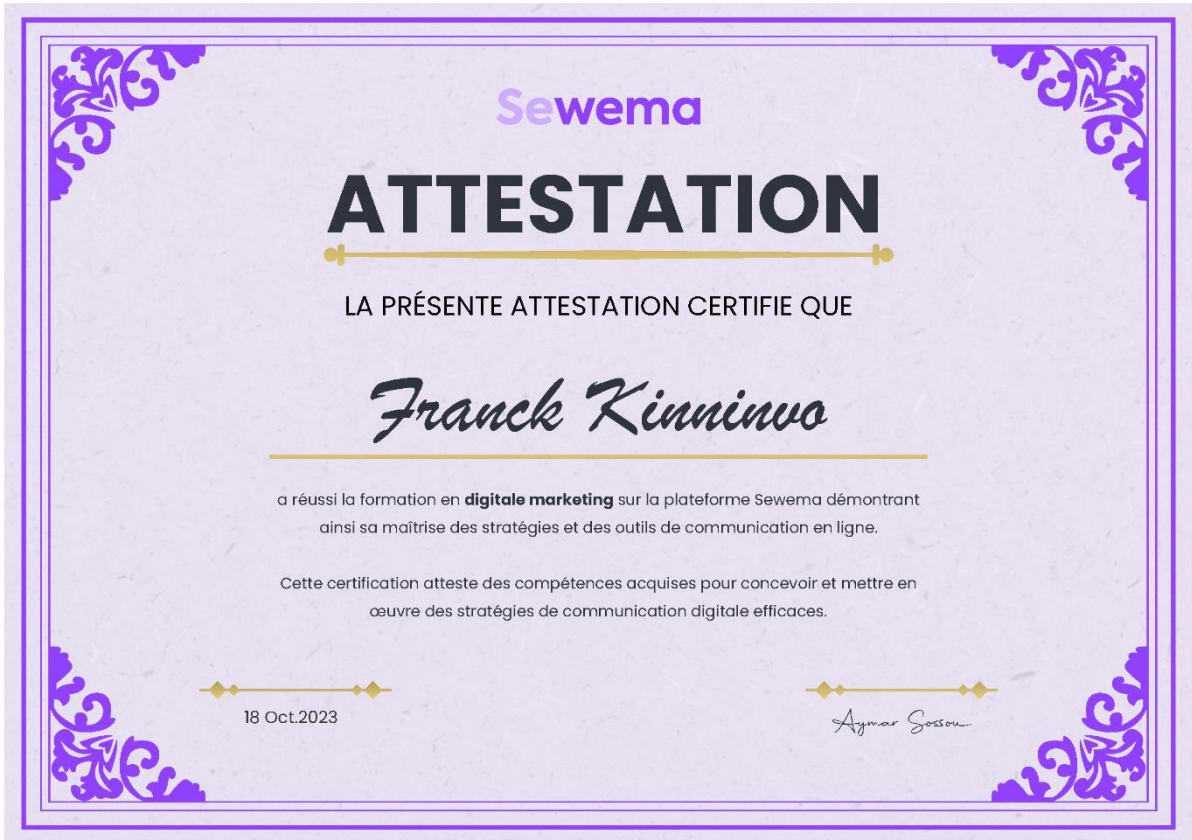 Sewema
ATTESTATION
LA PRÉSENTE ATTESTATION CERTIFIE QUE
Franck Kinninvo
a réussi la formation en digitale marketing sur la plateforme Sewema démontrant
ainsi sa maîtrise des stratégies et des outils de communication en ligne.
Cette certification atteste des compétences acquises pour concevoir et mettre en
œuvre des stratégies de communication digitale efficaces.
18 Oct.2023
Aymar Sossou